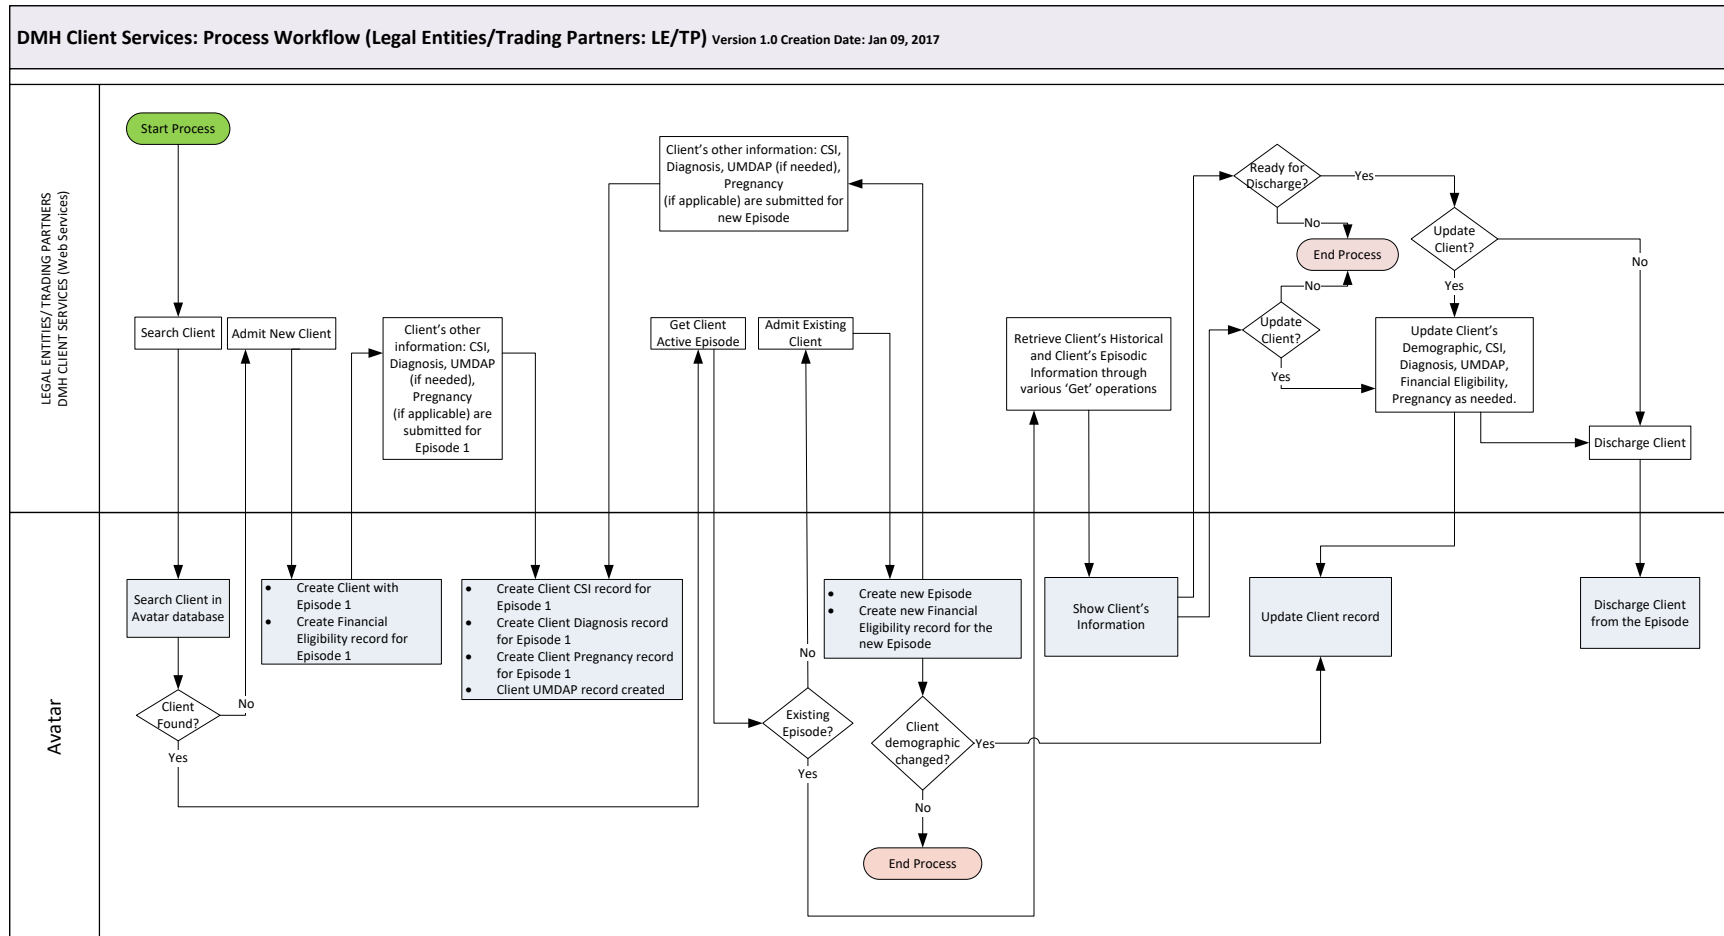 DMH Client Services: Process Workflow (Legal Entities/Trading Partners: LE/TP) Version 1.0 Creation Date: Jan 09, 2017
LEGAL ENTITIES/ TRADING PARTNERS
DMH CLIENT SERVICES (Web Services)
Start Process
Search Client
Admit New Client
Client's other
information: CSI,
Diagnosis, UMDAP
(if needed),
Pregnancy
(if applicable) are
submitted for
Episode 1
Client's other information: CSI,
Diagnosis, UMDAP (if needed),
Pregnancy
(if applicable) are submitted for
new Episode
Get Client
Active Episode
Admit Existing
Client
Retrieve Client's Historical
and Client's Episodic
Information through
various 'Get' operations
Ready for
Discharge?
Yes
No
End Process
No
Update
Client?
Yes
Update
Client?
No
Yes
Update Client's
Demographic, CSI,
Diagnosis, UMDAP,
Financial Eligibility,
Pregnancy as needed.
Discharge Client
Avatar
Search Client in
Avatar database
Client
Found?
No
Yes
• Create Client with
Episode 1
• Create Financial
Eligibility record for
Episode 1
• Create Client CSI record for
Episode 1
• Create Client Diagnosis record
for Episode 1
• Create Client Pregnancy record
for Episode 1
• Client UMDAP record created
No
Existing
Episode?
Yes
• Create new Episode
• Create new Financial
Eligibility record for the
new Episode
Client
demographic
changed?
Yes
No
End Process
Show Client's
Information
Update Client record
Discharge Client
from the Episode